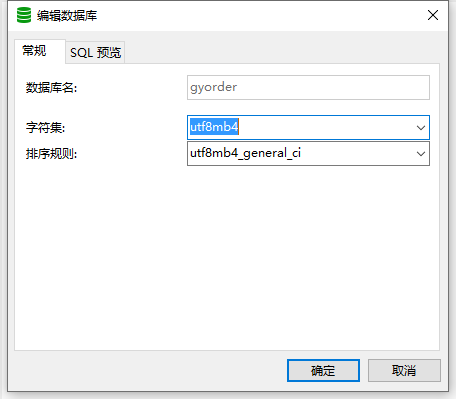 编辑数据库
常规
SQL 预览
数据库名:
gyorder
字符集:
utf8mb4
排序规则:
utf8mb4_general_ci
确定
取消